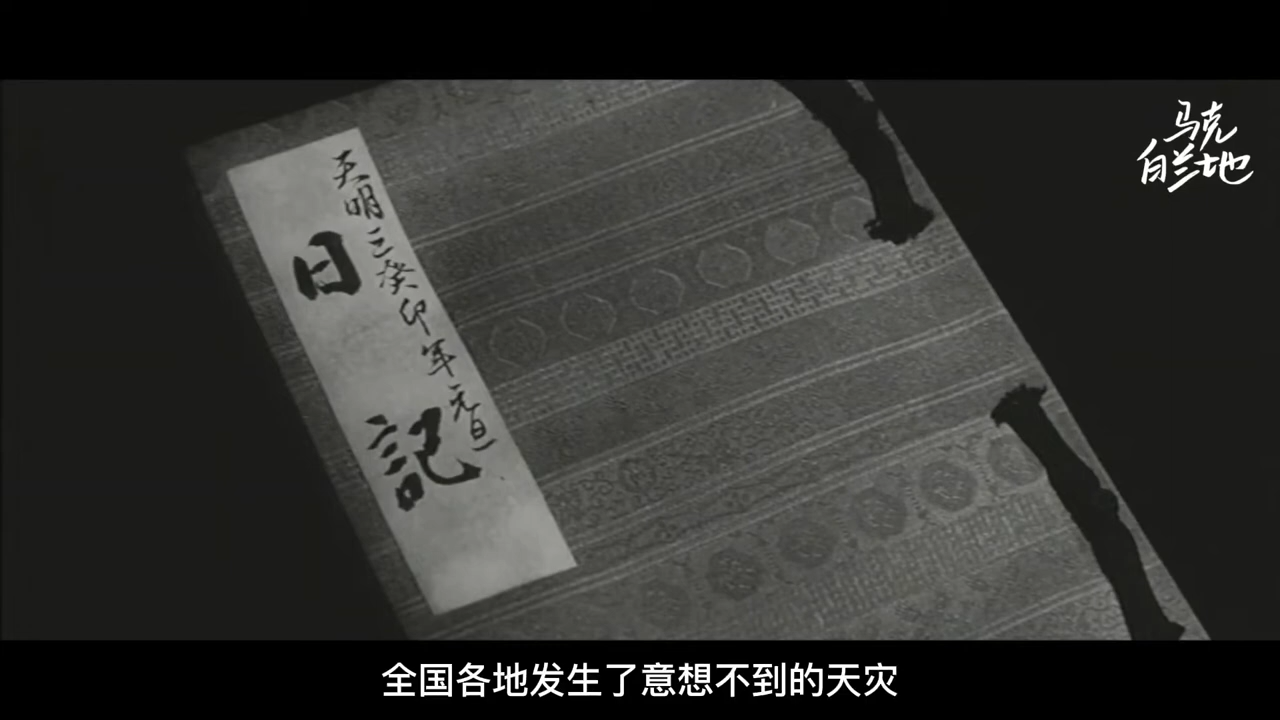 天明三癸卯年元旦
日記
马克
白兰地
全国各地发生了意想不到的天灾